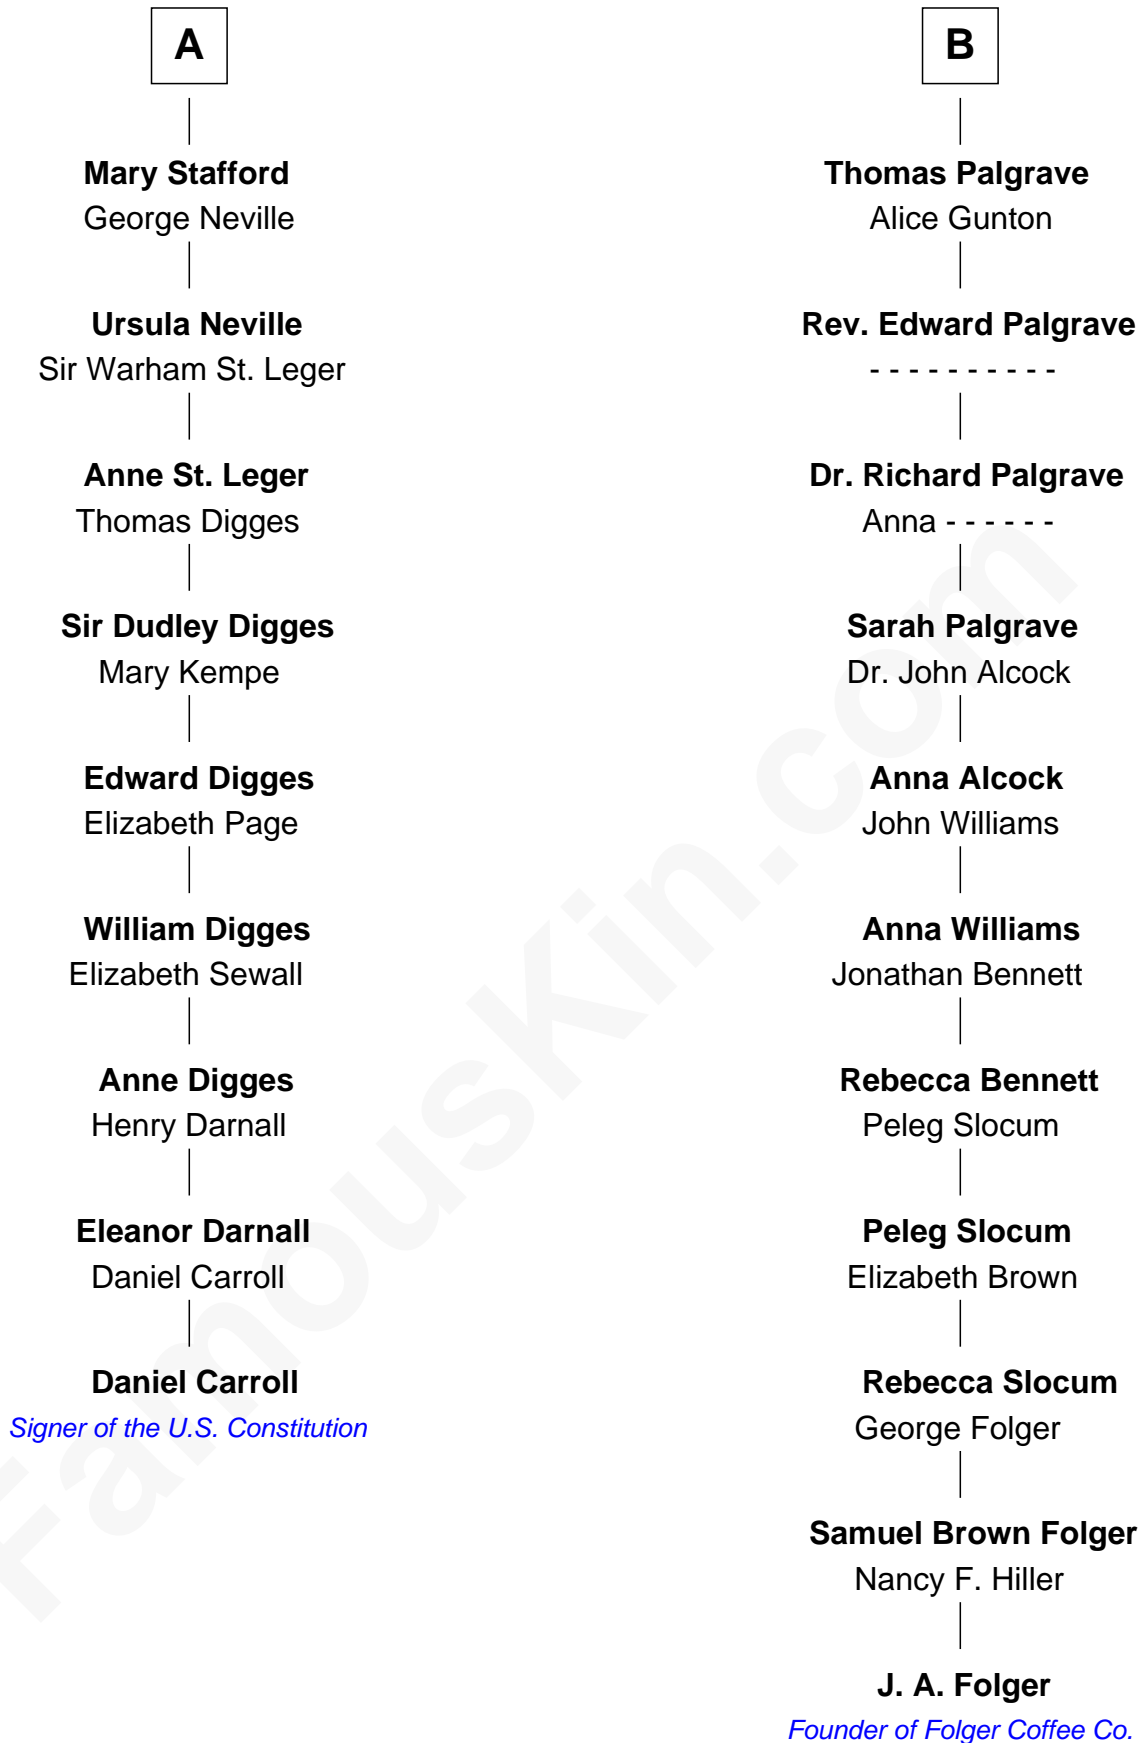 A
Mary Stafford
George Neville
Ursula Neville
Sir Warham St. Leger
Anne St. Leger
Thomas Digges
Sir Dudley Digges
Mary Kempe
Edward Digges
Elizabeth Page
William Digges
Elizabeth Sewall
Anne Digges
Henry Darnall
Eleanor Darnall
Daniel Carroll
Daniel Carroll
Signer of the U.S. Constitution
B
Thomas Palgrave
Alice Gunton
Rev. Edward Palgrave
- - - - - - - - - -
Dr. Richard Palgrave
Anna - - - - - -
Sarah Palgrave
Dr. John Alcock
Anna Alcock
John Williams
Anna Williams
Jonathan Bennett
Rebecca Bennett
Peleg Slocum
Peleg Slocum
Elizabeth Brown
Rebecca Slocum
George Folger
Samuel Brown Folger
Nancy F. Hiller
J. A. Folger
Founder of Folger Coffee Co.
FamousKin.com